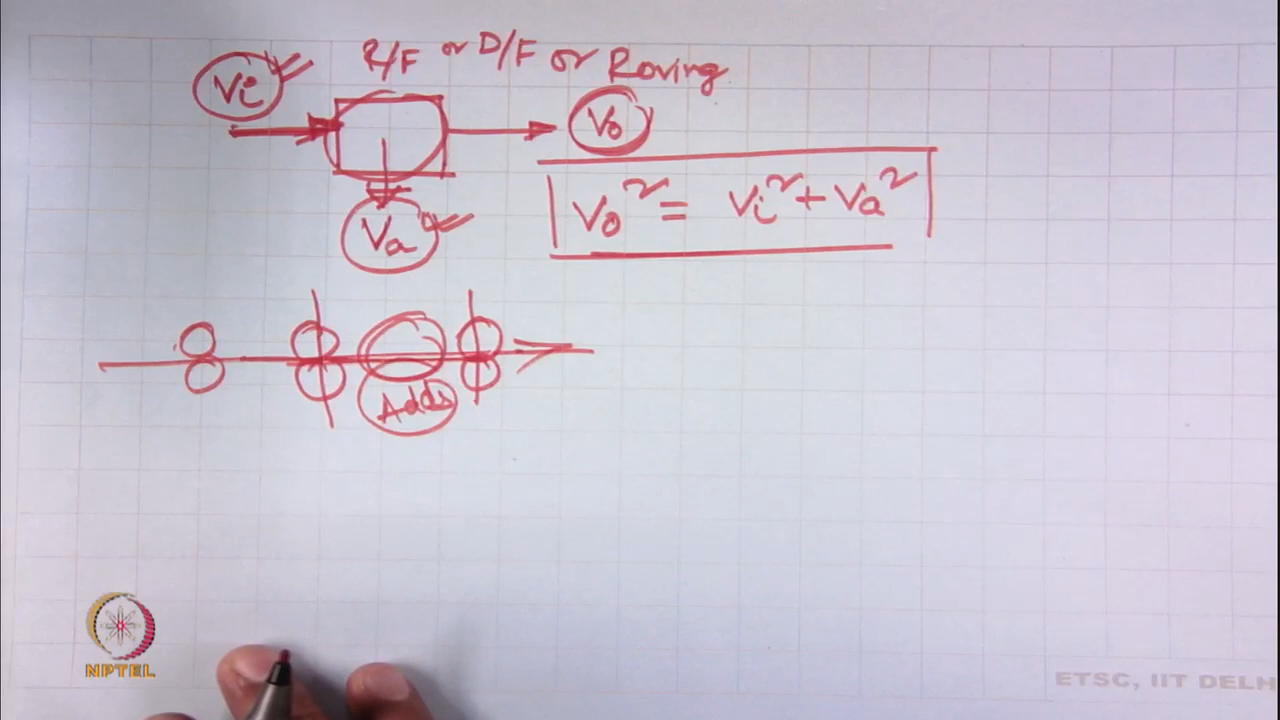 R/F or D/F or Roving
Vi
Vo
Va
Vo² = Vi² + Va²
Adds
NPTEL
ETSC, IIT DELH